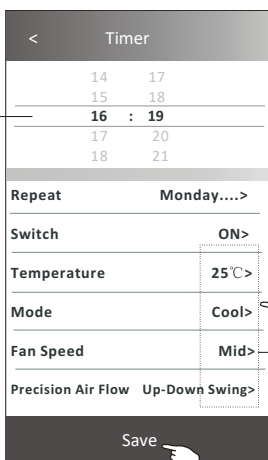 < Timer
14 17
15 18
16 : 19
17 20
18 21
Repeat Monday....>
Switch ON>
Temperature 25℃>
Mode Cool>
Fan Speed Mid>
Precision Air Flow Up-Down Swing>
Save